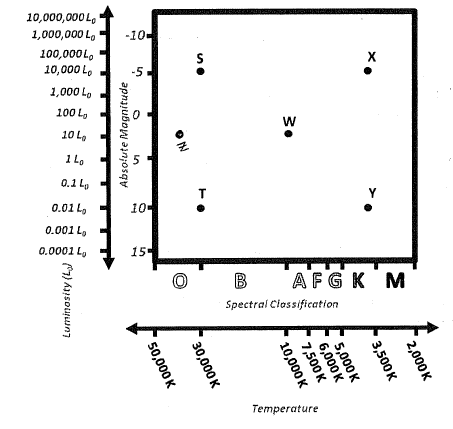 10,000,000 L₀
1,000,000 L₀
100,000 L₀
10,000 L₀
1,000 L₀
100 L₀
10 L₀
1 L₀
0.1 L₀
0.01 L₀
0.001 L₀
0.0001 L₀
Luminosity (L₀)
Absolute Magnitude
-10
-5
0
5
10
15
S
X
W
Z
T
Y
O B A F G K M
Spectral Classification
50,000 K
30,000 K
10,000 K
7,500 K
6,000 K
5,000 K
3,500 K
2,000 K
Temperature